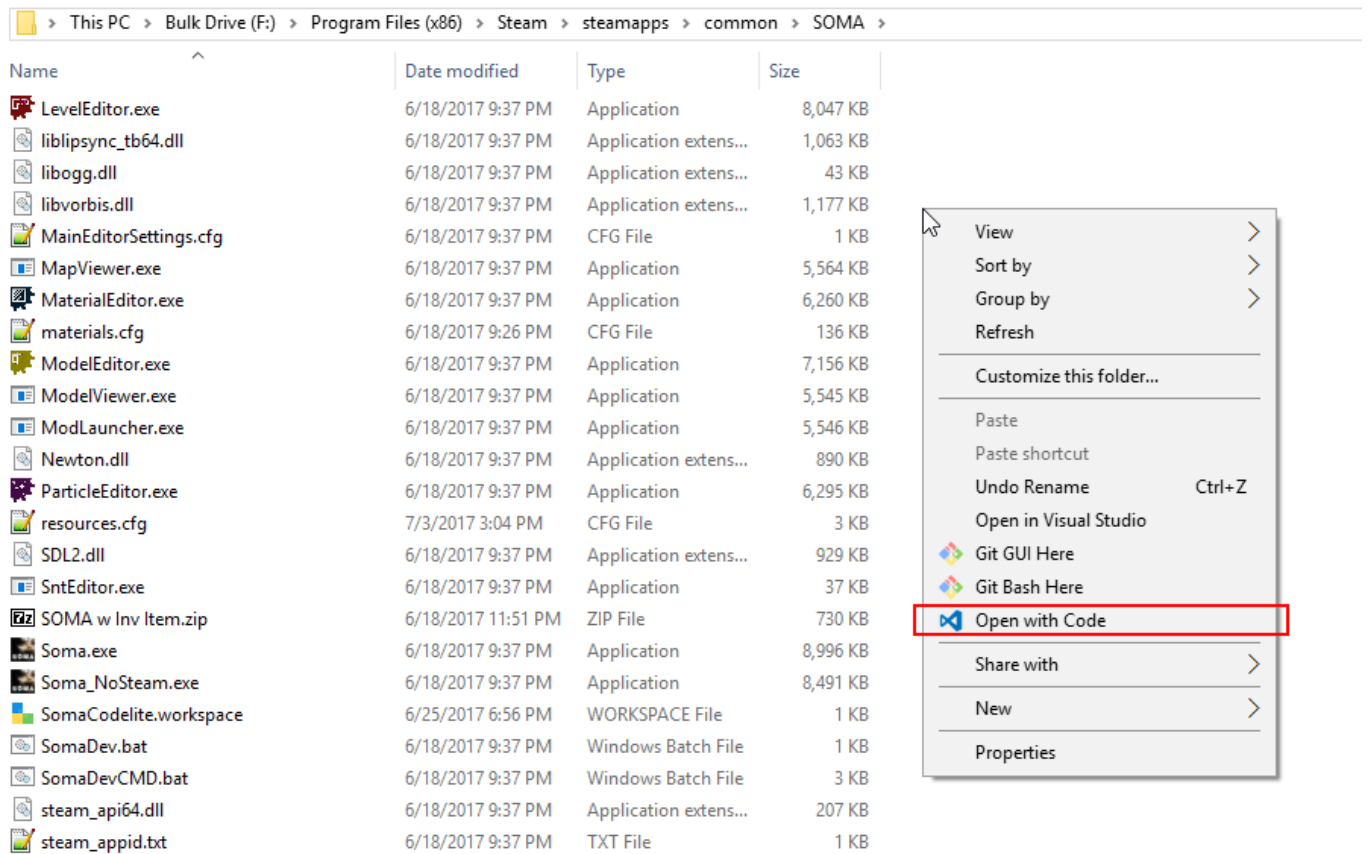 This PC > Bulk Drive (F:) > Program Files (x86) > Steam > steamapps > common > SOMA >
Name Date modified Type Size
LevelEditor.exe 6/18/2017 9:37 PM Application 8,047 KB
liblipsync_tb64.dll 6/18/2017 9:37 PM Application extens... 1,063 KB
libogg.dll 6/18/2017 9:37 PM Application extens... 43 KB
libvorbis.dll 6/18/2017 9:37 PM Application extens... 1,177 KB
MainEditorSettings.cfg 6/18/2017 9:37 PM CFG File 1 KB
MapViewer.exe 6/18/2017 9:37 PM Application 5,564 KB
MaterialEditor.exe 6/18/2017 9:37 PM Application 6,260 KB
materials.cfg 6/18/2017 9:26 PM CFG File 136 KB
ModelEditor.exe 6/18/2017 9:37 PM Application 7,156 KB
ModelViewer.exe 6/18/2017 9:37 PM Application 5,545 KB
ModLauncher.exe 6/18/2017 9:37 PM Application 5,546 KB
Newton.dll 6/18/2017 9:37 PM Application extens... 890 KB
ParticleEditor.exe 6/18/2017 9:37 PM Application 6,295 KB
resources.cfg 7/3/2017 3:04 PM CFG File 3 KB
SDL2.dll 6/18/2017 9:37 PM Application extens... 929 KB
SntEditor.exe 6/18/2017 9:37 PM Application 37 KB
SOMA w Inv Item.zip 6/18/2017 11:51 PM ZIP File 730 KB
Soma.exe 6/18/2017 9:37 PM Application 8,996 KB
Soma_NoSteam.exe 6/18/2017 9:37 PM Application 8,491 KB
SomaCodelite.workspace 6/25/2017 6:56 PM WORKSPACE File 1 KB
SomaDev.bat 6/18/2017 9:37 PM Windows Batch File 1 KB
SomaDevCMD.bat 6/18/2017 9:37 PM Windows Batch File 3 KB
steam_api64.dll 6/18/2017 9:37 PM Application extens... 207 KB
steam_appid.txt 6/18/2017 9:37 PM TXT File 1 KB
View
Sort by
Group by
Refresh
Customize this folder...
Paste
Paste shortcut
Undo Rename Ctrl+Z
Open in Visual Studio
Git GUI Here
Git Bash Here
Open with Code
Share with
New
Properties